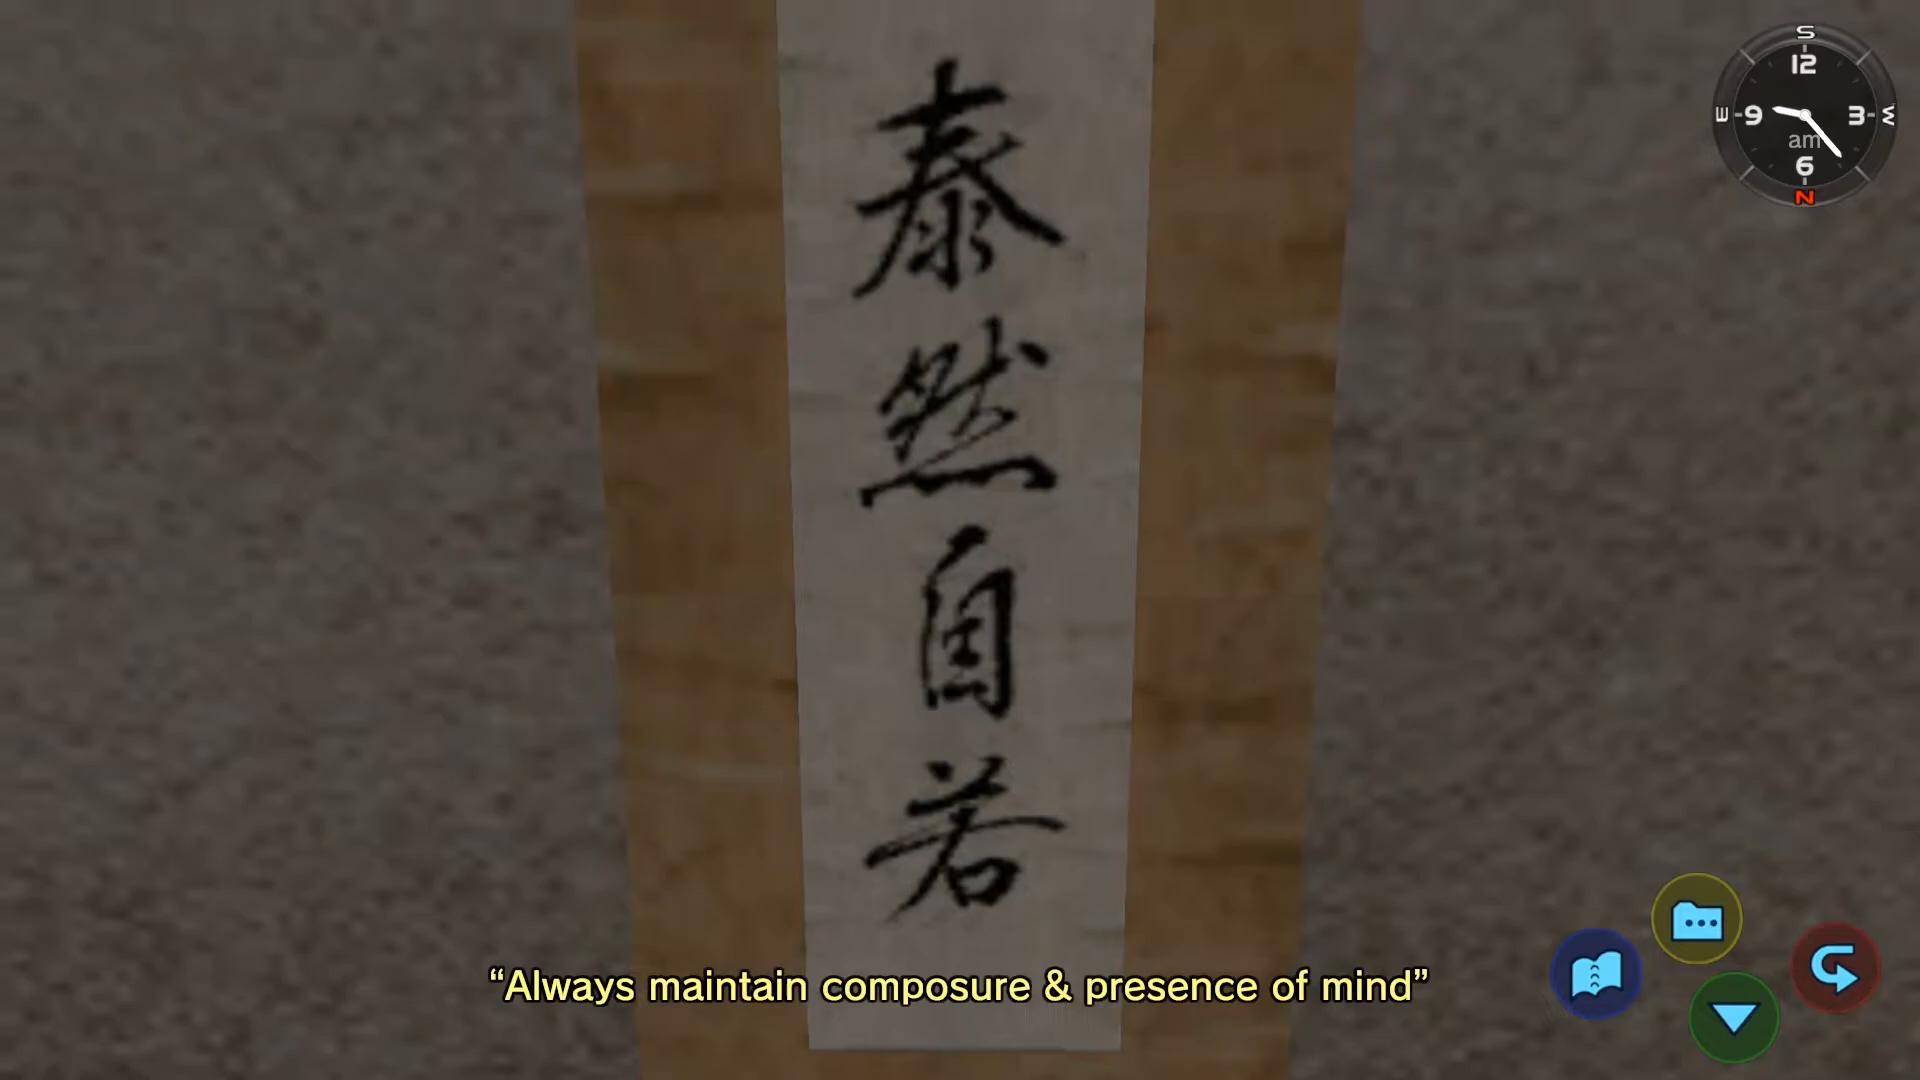 泰然自若
S
12
E 9 3 W
am
6
N
“Always maintain composure & presence of mind”